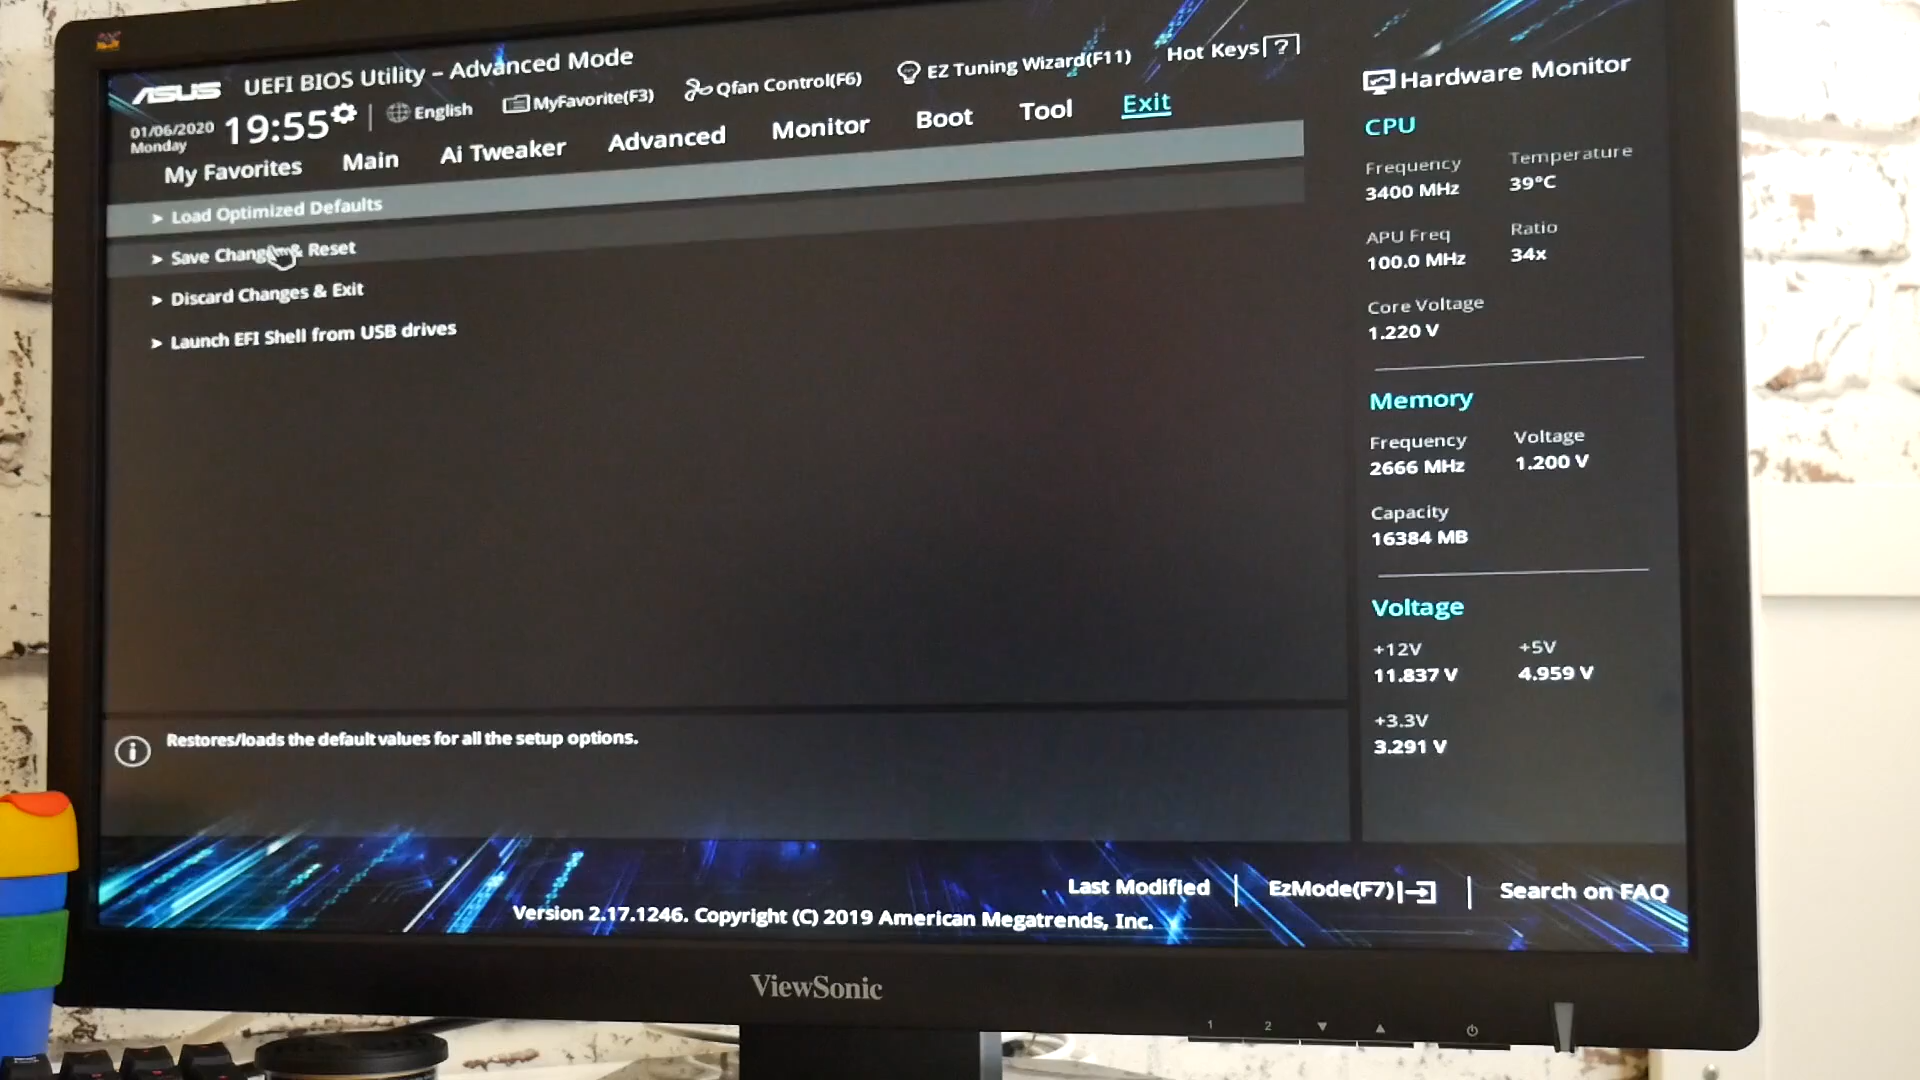 ASUS UEFI BIOS Utility – Advanced Mode
01/06/2020
Monday
19:55
English
MyFavorite(F3)
Qfan Control(F6)
EZ Tuning Wizard(F11)
Hot Keys ?
My Favorites Main Ai Tweaker Advanced Monitor Boot Tool Exit
> Load Optimized Defaults
> Save Changes & Reset
> Discard Changes & Exit
> Launch EFI Shell from USB drives
Restores/loads the default values for all the setup options.
Hardware Monitor
CPU
Frequency Temperature
3400 MHz 39°C
APU Freq Ratio
100.0 MHz 34x
Core Voltage
1.220 V
Memory
Frequency Voltage
2666 MHz 1.200 V
Capacity
16384 MB
Voltage
+12V +5V
11.837 V 4.959 V
+3.3V
3.291 V
Last Modified EzMode(F7) Search on FAQ
Version 2.17.1246. Copyright (C) 2019 American Megatrends, Inc.
ViewSonic
1 2